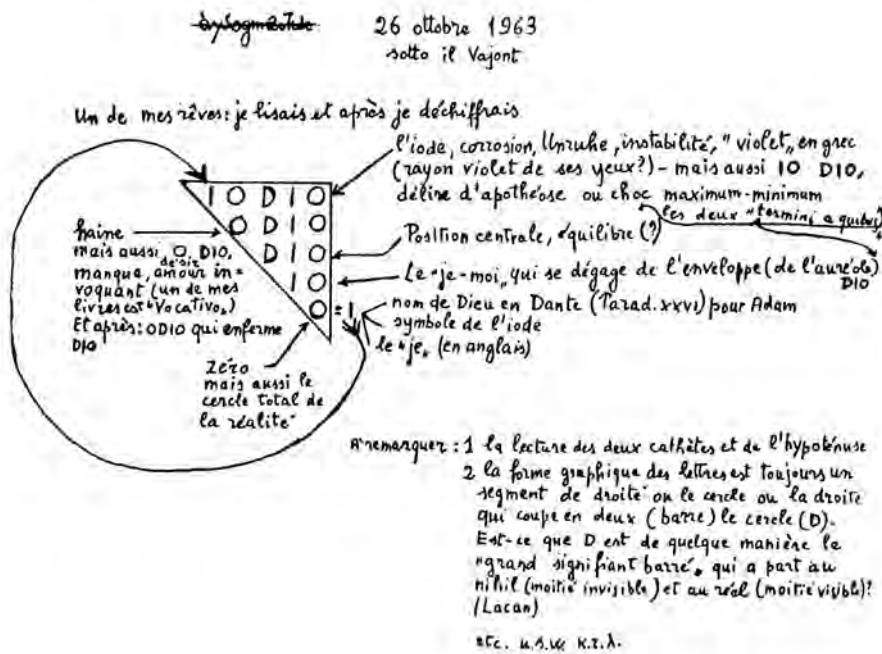 26 ottobre 1963
sotto il Vajont
Un de mes rêves : je lisais et après je déchiffrais
l'iode, corrosion, Unruhe, instabilité, "violet„ en grec
(rayon violet de ses yeux?) – mais aussi IO DIO,
délire d'apothéose ou choc maximum-minimum
les deux "termini a quibus„
I O D I O
O D I O
D I O
I O
O = I
haine
mais aussi O DIO,
désir
manque, amour in=
voquant (un de mes
livres est "Vocativo„)
Et après: ODIO qui enferme
DIO
Position centrale, équilibre (?)
Le "je-moi„ qui se dégage de l'enveloppe (de l'auréole)
DIO
nom de Dieu en Dante (Parad. XXVI) pour Adam
symbole de l'iode
le "je„ (en anglais)
Zéro
mais aussi le
cercle total de
la réalité
A remarquer : 1 la lecture des deux cathètes et de l'hypoténuse
2 la forme graphique des lettres est toujours un
segment de droite ou le cercle ou la droite
qui coupe en deux (barre) le cercle (D).
Est-ce que D est de quelque manière le
"grand signifiant barré„ qui a part au
nihil (moitié invisible) et au réal (moitié visible)?
(Lacan)
etc. u.s.w. κ.τ.λ.